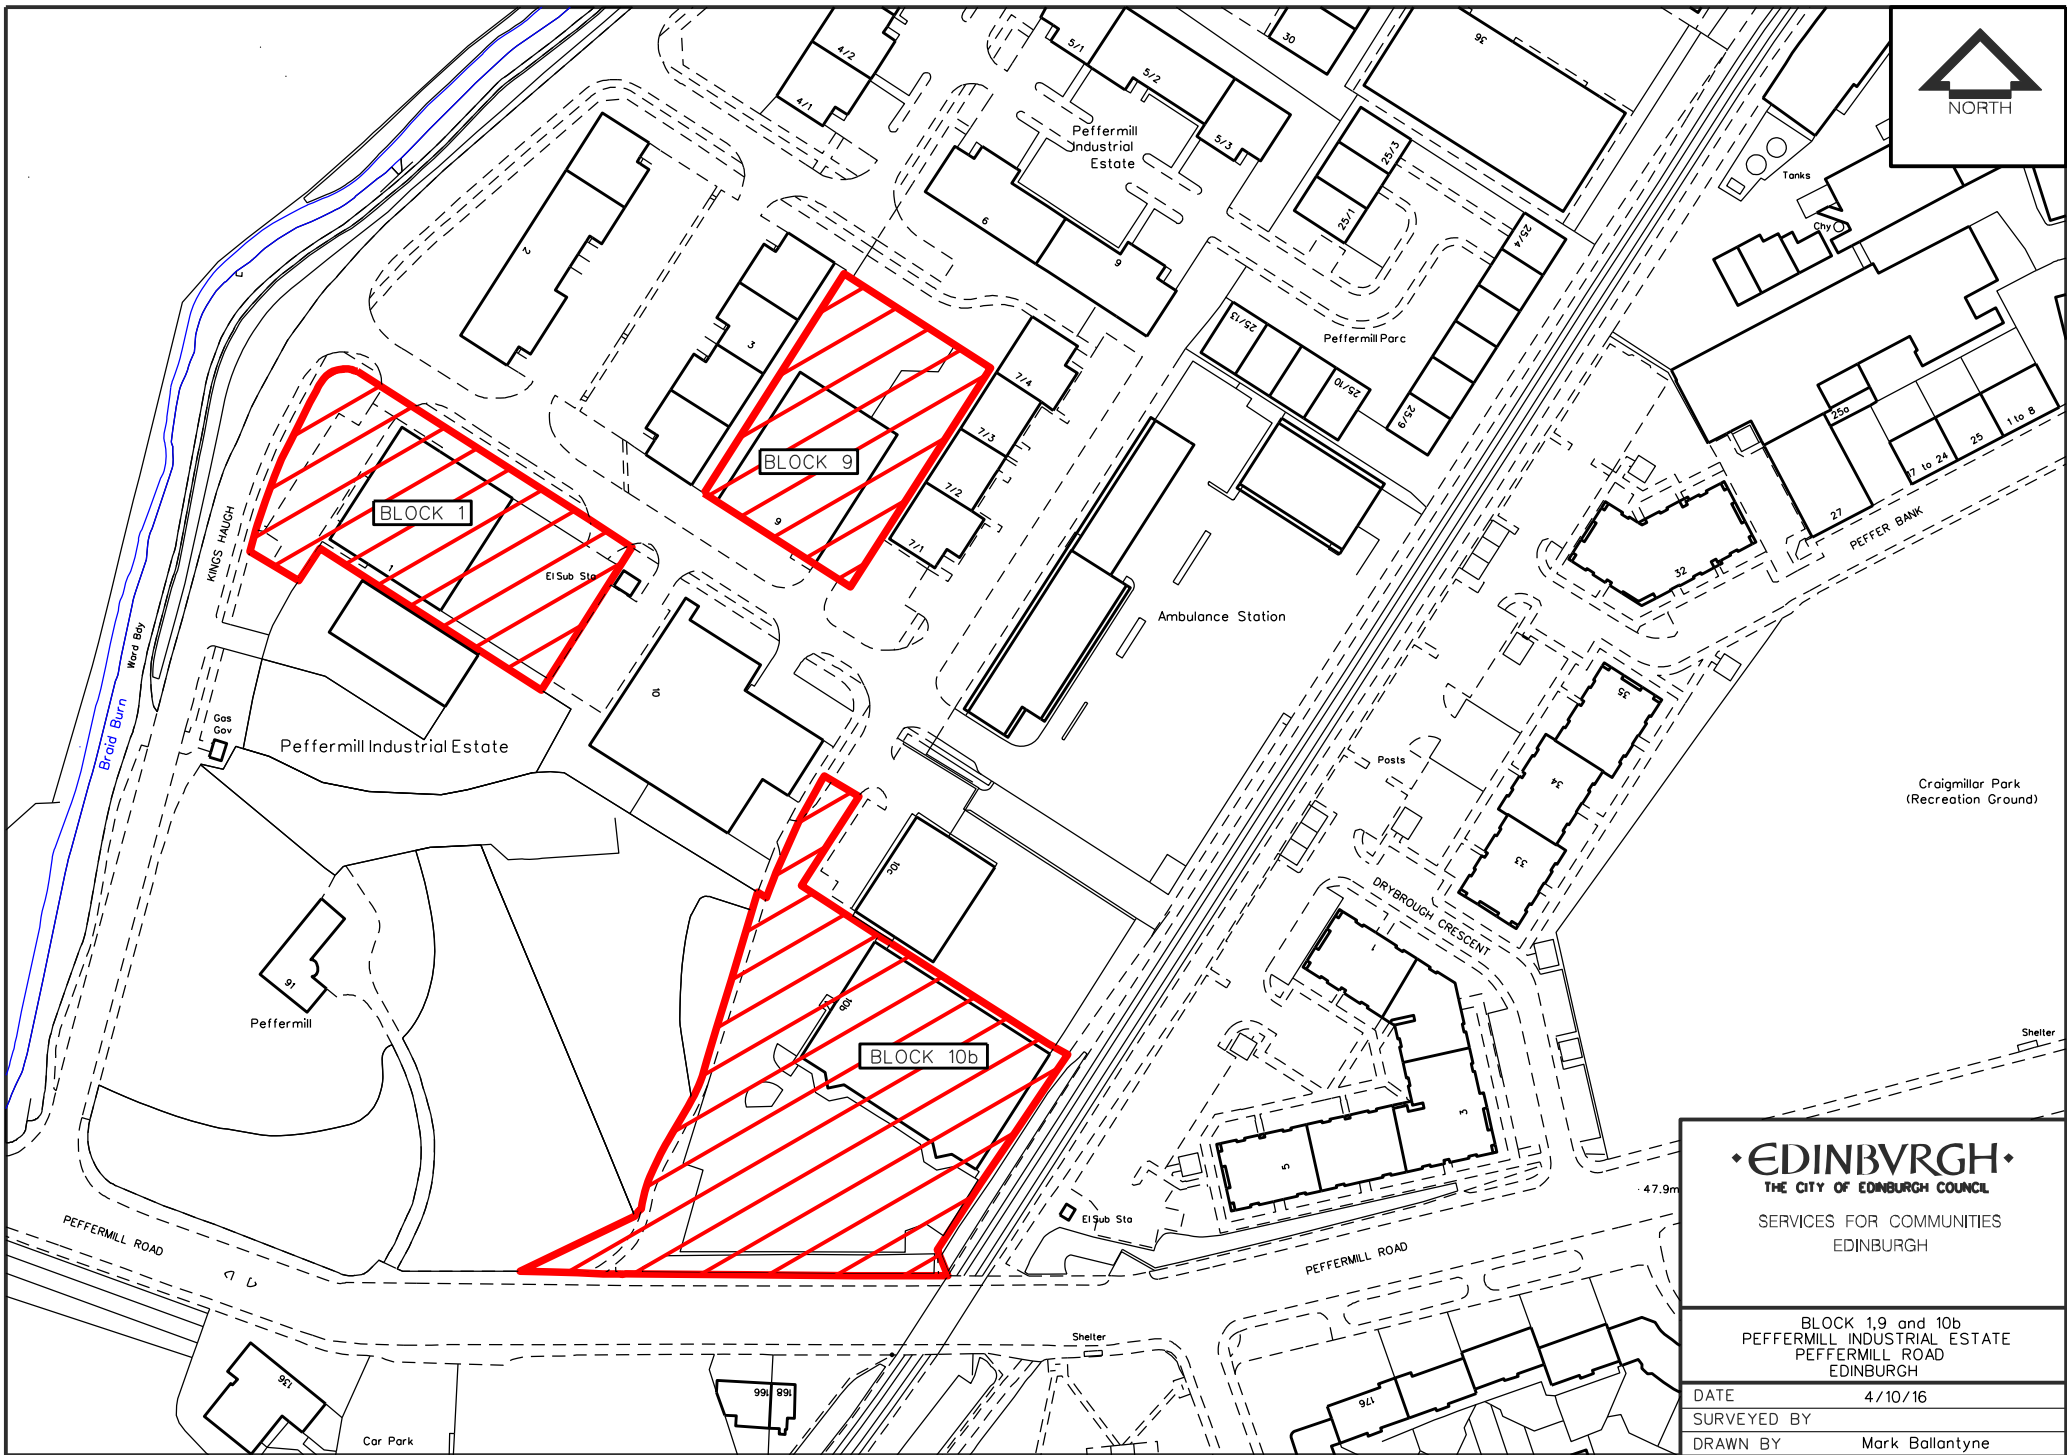 NORTH
4/2
4/1
5/1
5/2
5/3
30
36
Peffermill
Industrial
Estate
25/3
25/1
25/4
Tanks
Chy
2
6
9
3
25/13
Peffermill Parc
25/10
25/9
7/4
7/3
7/2
7/1
25a
1 to 8
25
27
BLOCK 9
9
BLOCK 1
1
KINGS HAUGH
El Sub Sta
PEFFER BANK
32
Ambulance Station
Ward Bdy
Braid Burn
Gas
Gov
Peffermill Industrial Estate
10
35
34
33
Posts
Craigmillar Park
(Recreation Ground)
10c
DRYBROUGH CRESCENT
1
91
Peffermill
10b
BLOCK 10b
Shelter
3
5
47.9m
El Sub Sta
PEFFERMILL ROAD
PEFFERMILL ROAD
Shelter
136
166
168
176
Car Park
EDINBVRGH
THE CITY OF EDINBURGH COUNCIL
SERVICES FOR COMMUNITIES
EDINBURGH
BLOCK 1,9 and 10b
PEFFERMILL INDUSTRIAL ESTATE
PEFFERMILL ROAD
EDINBURGH
DATE 4/10/16
SURVEYED BY
DRAWN BY Mark Ballantyne